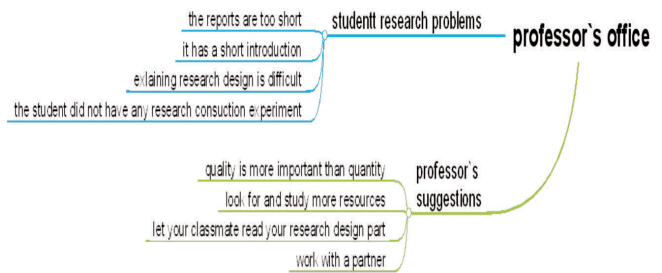 professor`s office
studentt research problems
the reports are too short
it has a short introduction
exlaining research design is difficult
the student did not have any research consuction experiment
professor`s
suggestions
quality is more important than quantity
look for and study more resources
let your classmate read your research design part
work with a partner